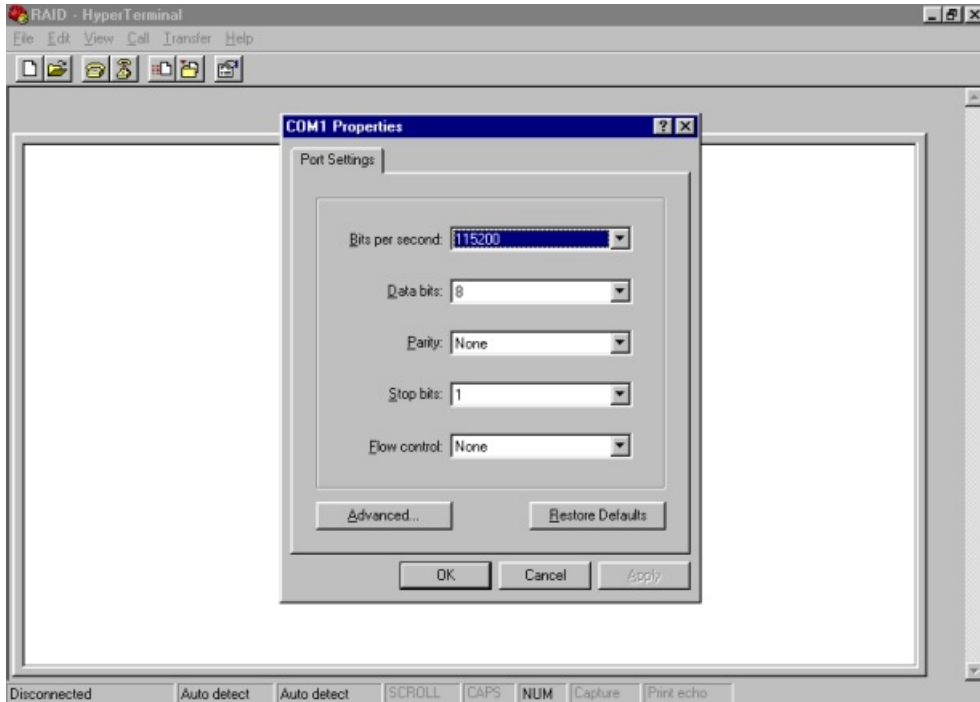 RAID - HyperTerminal
File Edit View Call Transfer Help
COM1 Properties
Port Settings
Bits per second: 115200
Data bits: 8
Parity: None
Stop bits: 1
Flow control: None
Advanced... Restore Defaults
OK Cancel Apply
Disconnected Auto detect Auto detect SCROLL CAPS NUM Capture Print echo